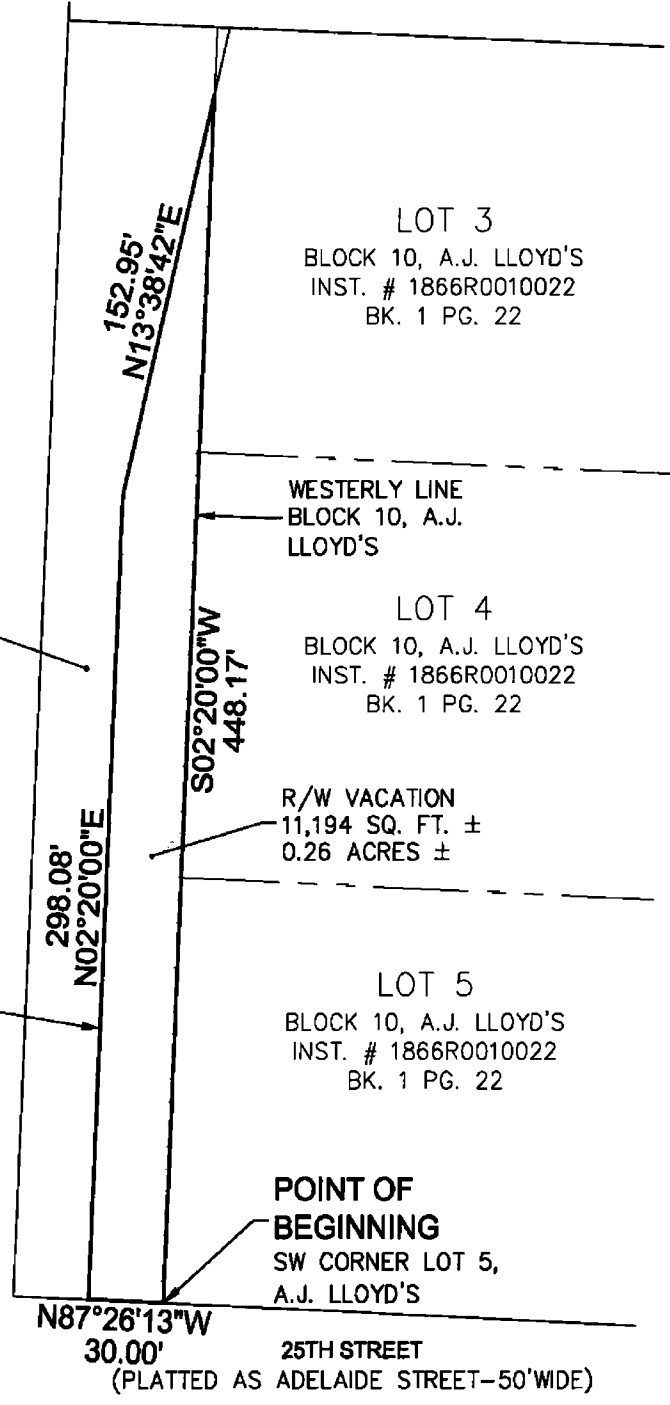 LOT 3
BLOCK 10, A.J. LLOYD'S
INST. # 1866R0010022
BK. 1 PG. 22
152.95'
N13°38'42"E
WESTERLY LINE
BLOCK 10, A.J.
LLOYD'S
LOT 4
BLOCK 10, A.J. LLOYD'S
INST. # 1866R0010022
BK. 1 PG. 22
S02°20'00"W
448.17'
R/W VACATION
11,194 SQ. FT. ±
0.26 ACRES ±
298.08'
N02°20'00"E
LOT 5
BLOCK 10, A.J. LLOYD'S
INST. # 1866R0010022
BK. 1 PG. 22
POINT OF
BEGINNING
SW CORNER LOT 5,
A.J. LLOYD'S
N87°26'13"W
30.00'
25TH STREET
(PLATTED AS ADELAIDE STREET-50'WIDE)